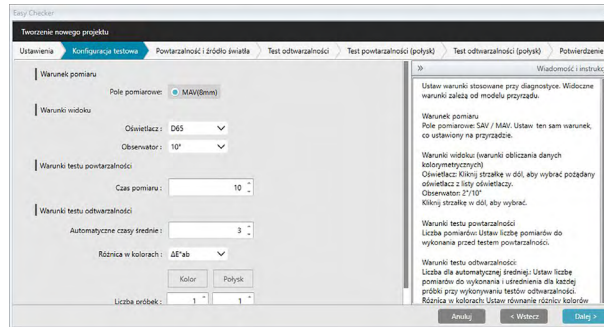 Easy Checker
Tworzenie nowego projektu
Ustawienia
Konfiguracja testowa
Powtarzalność i źródło światła
Test odtwarzalności
Test powtarzalności (połysk)
Test odtwarzalności (połysk)
Potwierdzenie
Warunek pomiaru
Pole pomiarowe: MAV(8mm)
Warunki widoku
Oświetlacz : D65
Obserwator : 10°
Warunki testu powtarzalności
Czas pomiaru : 10
Warunki testu odtwarzalności
Automatyczne czasy średnie : 3
Różnica w kolorach : ΔE*ab
Kolor Połysk
Liczba próbek : 1 1
» Wiadomość i instrukc
Ustaw warunki stosowane przy diagnostyce. Widoczne
warunki zależą od modelu przyrządu.
Warunek pomiaru
Pole pomiarowe: SAV / MAV. Ustaw ten sam warunek,
co ustawiony na przyrządzie.
Warunki widoku (warunki obliczania danych
kolorymetrycznych)
Oświetlacz: Kliknij strzałkę w dół, aby wybrać pożądany
oświetlacz z listy oświetlaczy.
Obserwator: 2°/10°
Kliknij strzałkę w dół, aby wybrać.
Warunki testu powtarzalności
Liczba pomiarów: Ustaw liczbę pomiarów do
wykonania przed testem powtarzalności.
Warunki testu odtwarzalności:
Liczba dla automatycznej średniej.: Ustaw liczbę
pomiarów do wykonania i uśrednienia dla każdej
próbki przy wykonywaniu testów odtwarzalności.
Różnica w kolorach: Ustaw równanie różnicy kolorów
Anuluj < Wstecz Dalej >